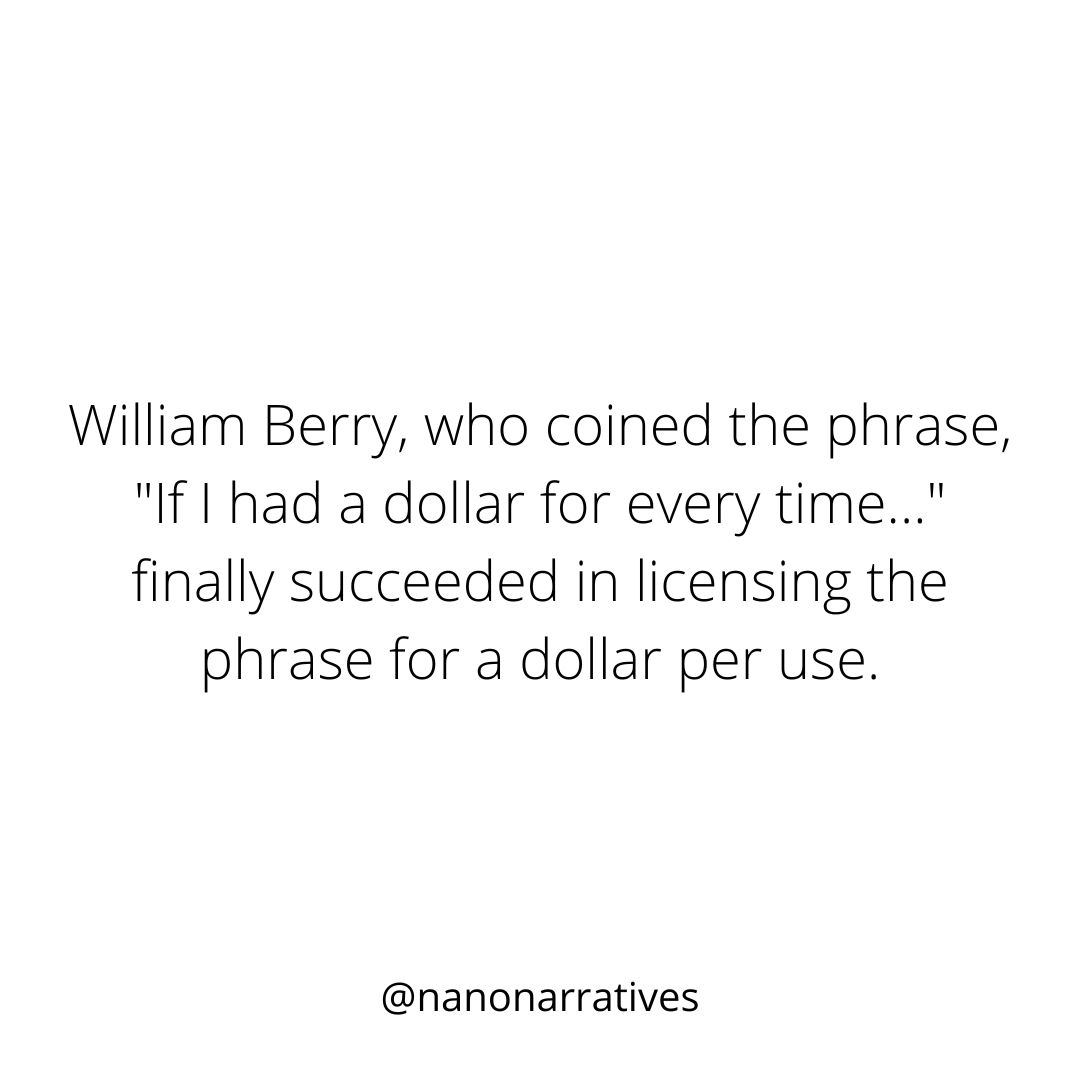 William Berry, who coined the phrase,
"If I had a dollar for every time..."
finally succeeded in licensing the
phrase for a dollar per use.
@nanonarratives